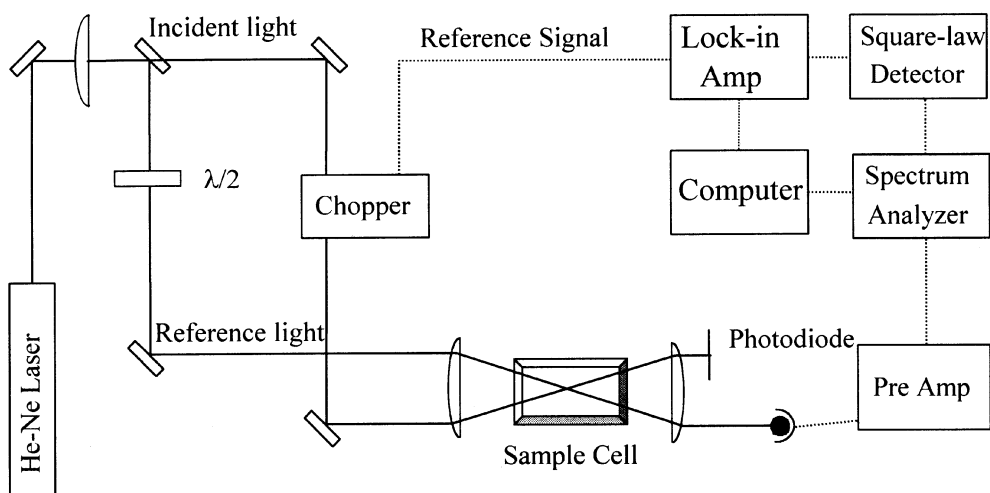 Incident light
Reference Signal
Lock-in
Amp
Square-law
Detector
λ/2
Chopper
Computer
Spectrum
Analyzer
Reference light
Photodiode
He-Ne Laser
Pre Amp
Sample Cell